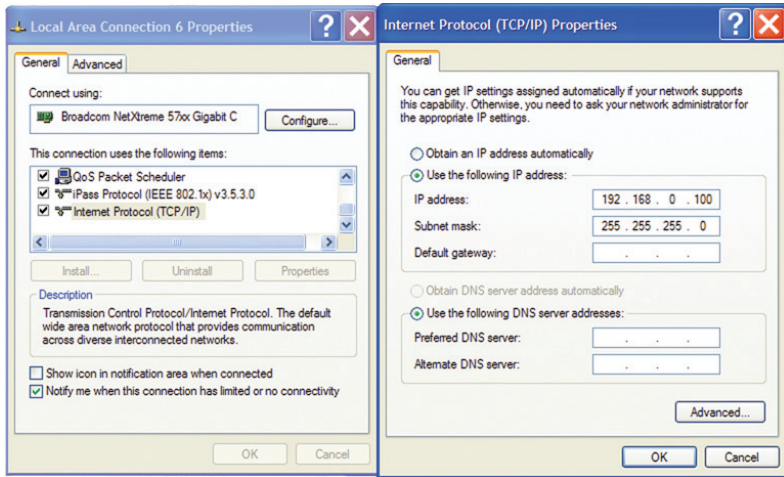 Local Area Connection 6 Properties
General
Advanced
Connect using:
Broadcom NetXtreme 57xx Gigabit C
Configure...
This connection uses the following items:
QoS Packet Scheduler
iPass Protocol (IEEE 802.1x) v3.5.3.0
Internet Protocol (TCP/IP)
Install...
Uninstall
Properties
Description
Transmission Control Protocol/Internet Protocol. The default
wide area network protocol that provides communication
across diverse interconnected networks.
Show icon in notification area when connected
Notify me when this connection has limited or no connectivity
OK
Cancel
Internet Protocol (TCP/IP) Properties
General
You can get IP settings assigned automatically if your network supports
this capability. Otherwise, you need to ask your network administrator for
the appropriate IP settings.
Obtain an IP address automatically
Use the following IP address:
IP address: 192 . 168 . 0 . 100
Subnet mask: 255 . 255 . 255 . 0
Default gateway: . . .
Obtain DNS server address automatically
Use the following DNS server addresses:
Preferred DNS server: . . .
Alternate DNS server: . . .
Advanced...
OK
Cancel